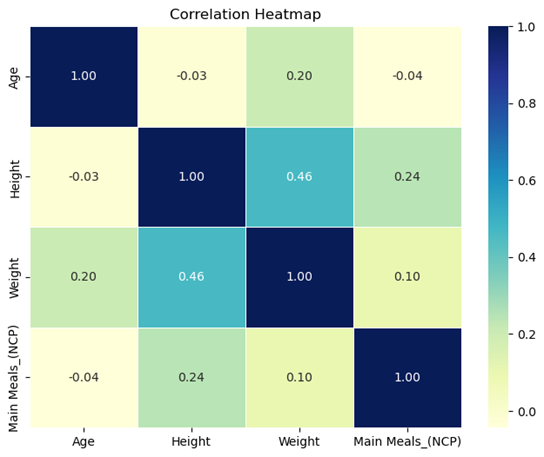 Correlation Heatmap
Age
1.00
-0.03
0.20
-0.04
Height
-0.03
1.00
0.46
0.24
Weight
0.20
0.46
1.00
0.10
Main Meals_(NCP)
-0.04
0.24
0.10
1.00
Age
Height
Weight
Main Meals_(NCP)
1.0
0.8
0.6
0.4
0.2
0.0